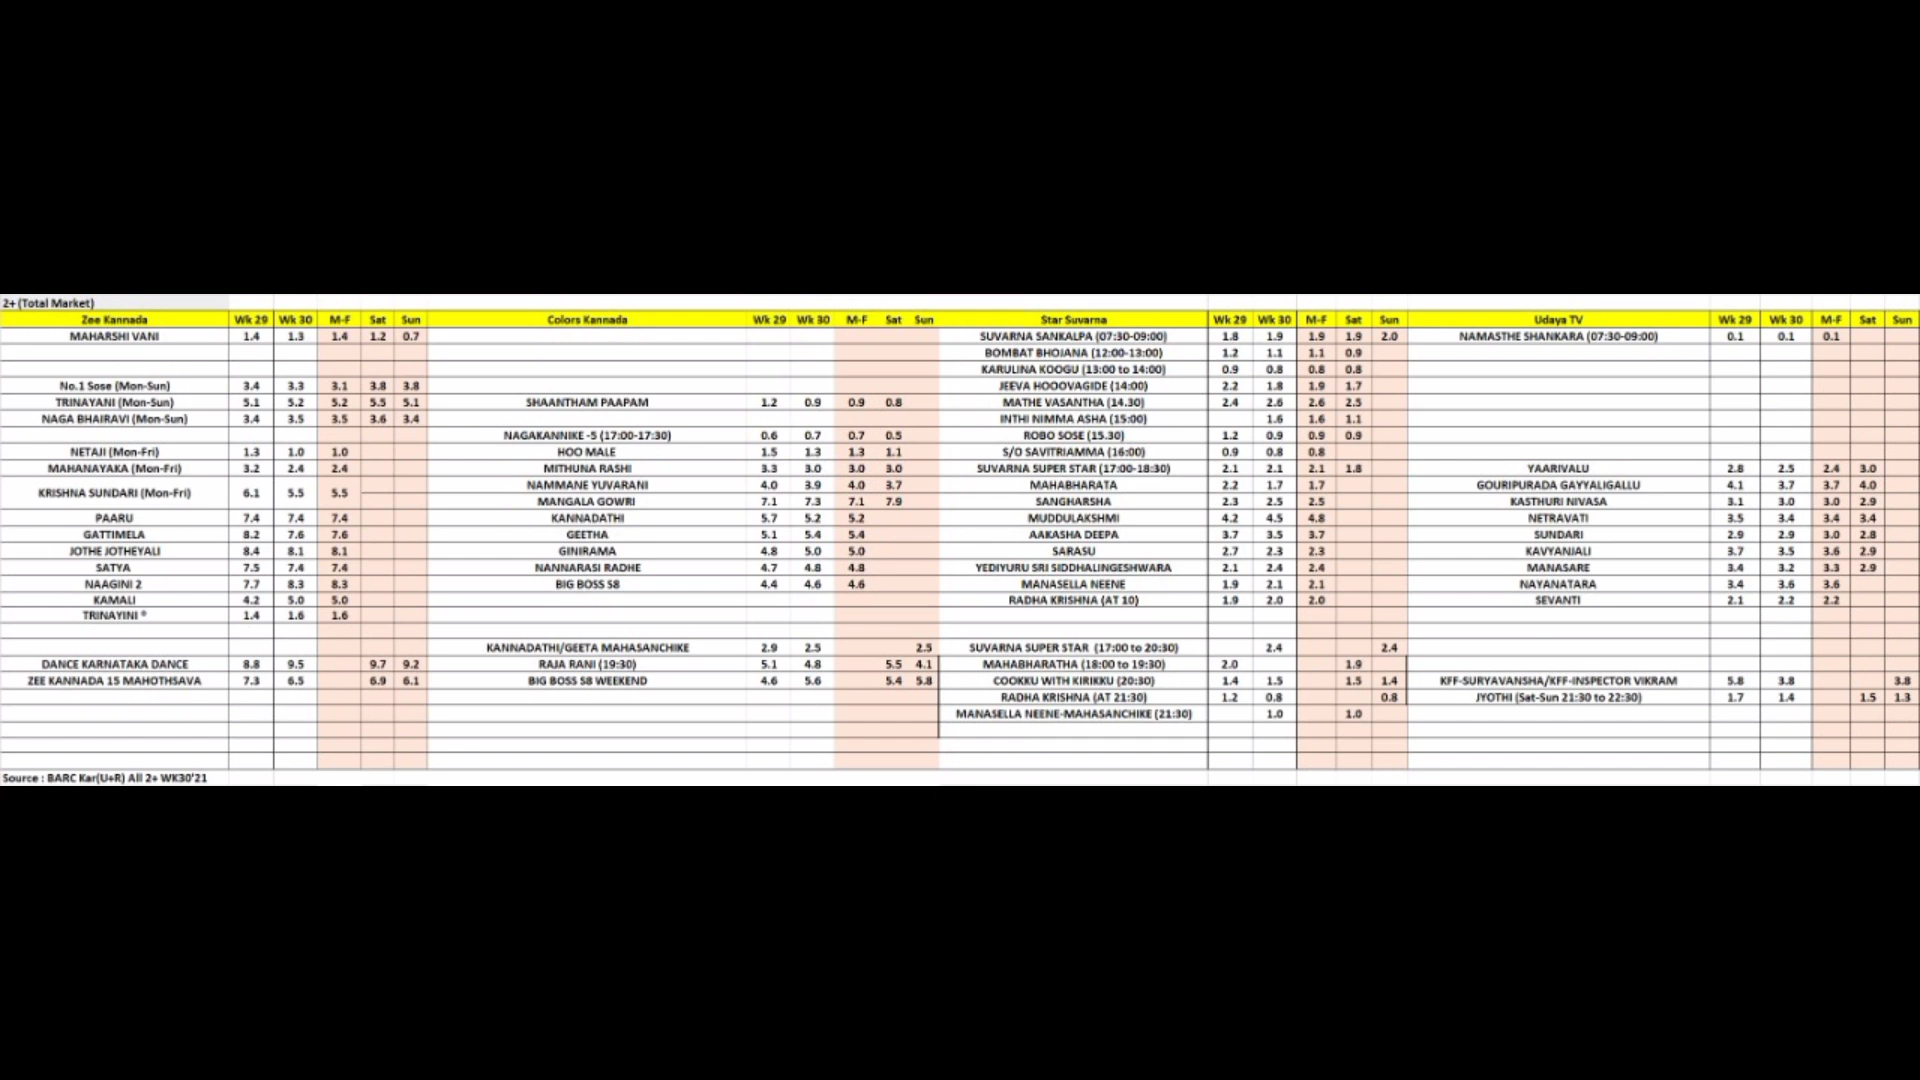 2+ (Total Market)
Zee Kannada Wk 29 Wk 30 M-F Sat Sun Colors Kannada Wk 29 Wk 30 M-F Sat Sun Star Suvarna Wk 29 Wk 30 M-F Sat Sun Udaya TV Wk 29 Wk 30 M-F Sat Sun
MAHARSHI VANI 1.4 1.3 1.4 1.2 0.7 SUVARNA SANKALPA (07:30-09:00) 1.8 1.9 1.9 1.9 2.0 NAMASTHE SHANKARA (07:30-09:00) 0.1 0.1 0.1
BOMBAT BHOJANA (12:00-13:00) 1.2 1.1 1.1 0.9
KARULINA KOOGU (13:00 to 14:00) 0.9 0.8 0.8 0.8
No.1 Sose (Mon-Sun) 3.4 3.3 3.1 3.8 3.8 JEEVA HOOOVAGIDE (14:00) 2.2 1.8 1.9 1.7
TRINAYANI (Mon-Sun) 5.1 5.2 5.2 5.5 5.1 SHAANTHAM PAAPAM 1.2 0.9 0.9 0.8 MATHE VASANTHA (14.30) 2.4 2.6 2.6 2.5
NAGA BHAIRAVI (Mon-Sun) 3.4 3.5 3.5 3.6 3.4 INTHI NIMMA ASHA (15:00) 1.6 1.6 1.1
NAGAKANNIKE -5 (17:00-17:30) 0.6 0.7 0.7 0.5 ROBO SOSE (15.30) 1.2 0.9 0.9 0.9
NETAJI (Mon-Fri) 1.3 1.0 1.0 HOO MALE 1.5 1.3 1.3 1.1 S/O SAVITRIAMMA (16:00) 0.9 0.8 0.8
MAHANAYAKA (Mon-Fri) 3.2 2.4 2.4 MITHUNA RASHI 3.3 3.0 3.0 3.0 SUVARNA SUPER STAR (17:00-18:30) 2.1 2.1 2.1 1.8 YAARIVALU 2.8 2.5 2.4 3.0
KRISHNA SUNDARI (Mon-Fri) 6.1 5.5 5.5 NAMMANE YUVARANI 4.0 3.9 4.0 3.7 MAHABHARATA 2.2 1.7 1.7 GOURIPURADA GAYYALIGALLU 4.1 3.7 3.7 4.0
MANGALA GOWRI 7.1 7.3 7.1 7.9 SANGHARSHA 2.3 2.5 2.5 KASTHURI NIVASA 3.1 3.0 3.0 2.9
PAARU 7.4 7.4 7.4 KANNADATHI 5.7 5.2 5.2 MUDDULAKSHMI 4.2 4.5 4.8 NETRAVATI 3.5 3.4 3.4 3.4
GATTIMELA 8.2 7.6 7.6 GEETHA 5.1 5.4 5.4 AAKASHA DEEPA 3.7 3.5 3.7 SUNDARI 2.9 2.9 3.0 2.8
JOTHE JOTHEYALI 8.4 8.1 8.1 GINIRAMA 4.8 5.0 5.0 SARASU 2.7 2.3 2.3 KAVYANJALI 3.7 3.5 3.6 2.9
SATYA 7.5 7.4 7.4 NANNARASI RADHE 4.7 4.8 4.8 YEDIYURU SRI SIDDHALINGESHWARA 2.1 2.4 2.4 MANASARE 3.4 3.2 3.3 2.9
NAAGINI 2 7.7 8.3 8.3 BIG BOSS S8 4.4 4.6 4.6 MANASELLA NEENE 1.9 2.1 2.1 NAYANATARA 3.4 3.6 3.6
KAMALI 4.2 5.0 5.0 RADHA KRISHNA (AT 10) 1.9 2.0 2.0 SEVANTI 2.1 2.2 2.2
TRINAYINI 1.4 1.6 1.6
KANNADATHI/GEETA MAHASANCHIKE 2.9 2.5 2.5 SUVARNA SUPER STAR (17:00 to 20:30) 2.4 2.4
DANCE KARNATAKA DANCE 8.8 9.5 9.7 9.2 RAJA RANI (19:30) 5.1 4.8 5.5 4.1 MAHABHARATHA (18:00 to 19:30) 2.0 1.9
ZEE KANNADA 15 MAHOTHSAVA 7.3 6.5 6.9 6.1 BIG BOSS S8 WEEKEND 4.6 5.6 5.4 5.8 COOKKU WITH KIRIKKU (20:30) 1.4 1.5 1.5 1.4 KFF-SURYAVANSHA/KFF-INSPECTOR VIKRAM 5.8 3.8 3.8
RADHA KRISHNA (AT 21:30) 1.2 0.8 0.8 JYOTHI (Sat-Sun 21:30 to 22:30) 1.7 1.4 1.5 1.3
MANASELLA NEENE-MAHASANCHIKE (21:30) 1.0 1.0
Source : BARC Kar(U+R) All 2+ WK30'21